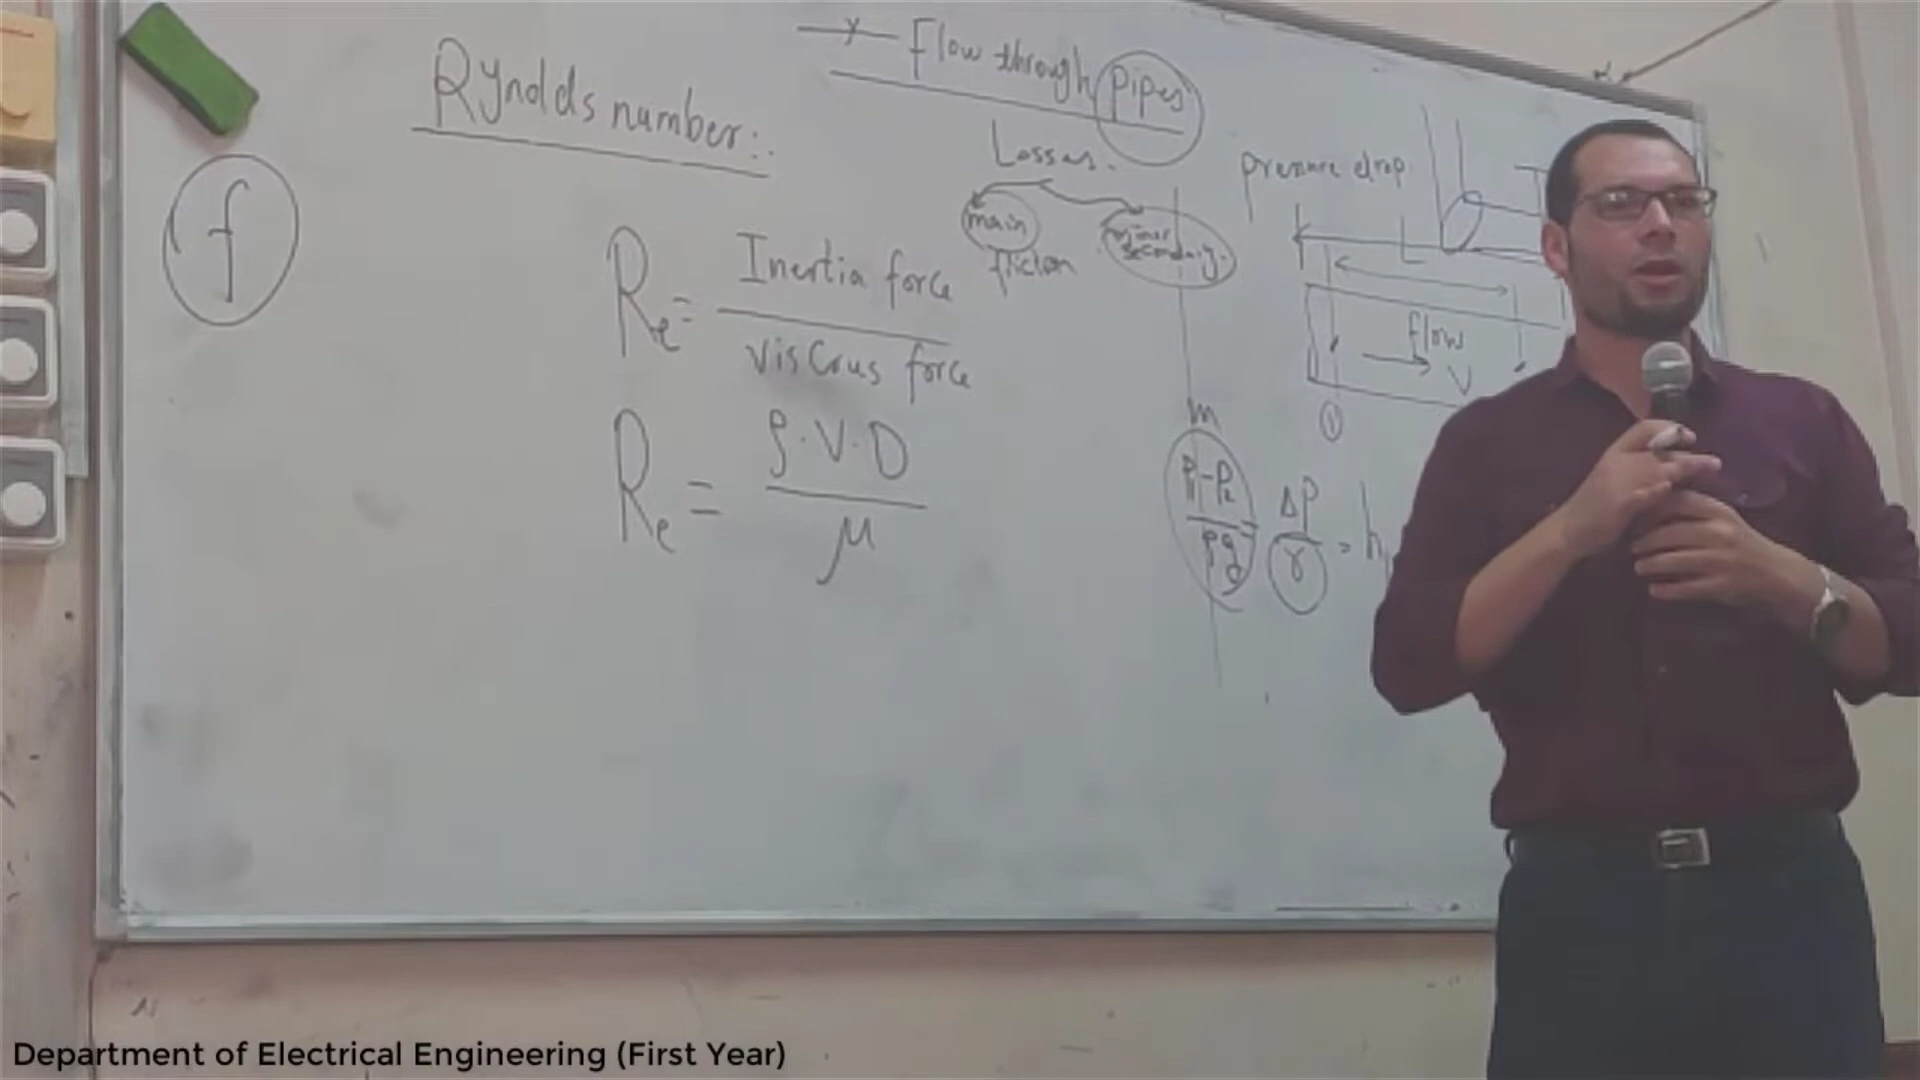 Rynolds number:.
Flow through pipes
Losses.
main
friction
minor
secondary.
pressure drop
f
Re = Inertia force
viscous force
Re = ρ.V.D
μ
L
flow
V
①
m
P1-P2
ρg
= ΔP
γ
= h
Department of Electrical Engineering (First Year)